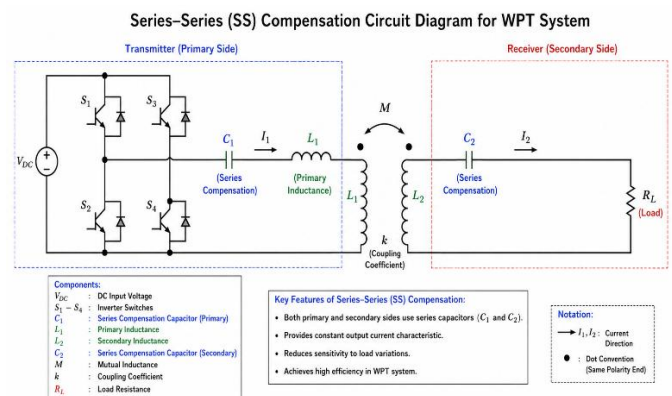 Series–Series (SS) Compensation Circuit Diagram for WPT System
Transmitter (Primary Side)
Receiver (Secondary Side)
S₁
S₃
M
C₁
I₁
L₁
C₂
I₂
V_DC
(Series
Compensation)
(Primary
Inductance)
L₁
L₂
(Series
Compensation)
R_L
(Load)
S₂
S₄
k
(Coupling
Coefficient)
Components:
V_DC : DC Input Voltage
S₁ – S₄ : Inverter Switches
C₁ : Series Compensation Capacitor (Primary)
L₁ : Primary Inductance
L₂ : Secondary Inductance
C₂ : Series Compensation Capacitor (Secondary)
M : Mutual Inductance
k : Coupling Coefficient
R_L : Load Resistance
Key Features of Series–Series (SS) Compensation:
• Both primary and secondary sides use series capacitors (C₁ and C₂).
• Provides constant output current characteristic.
• Reduces sensitivity to load variations.
• Achieves high efficiency in WPT system.
Notation:
→ I₁, I₂ : Current
Direction
● : Dot Convention
(Same Polarity End)